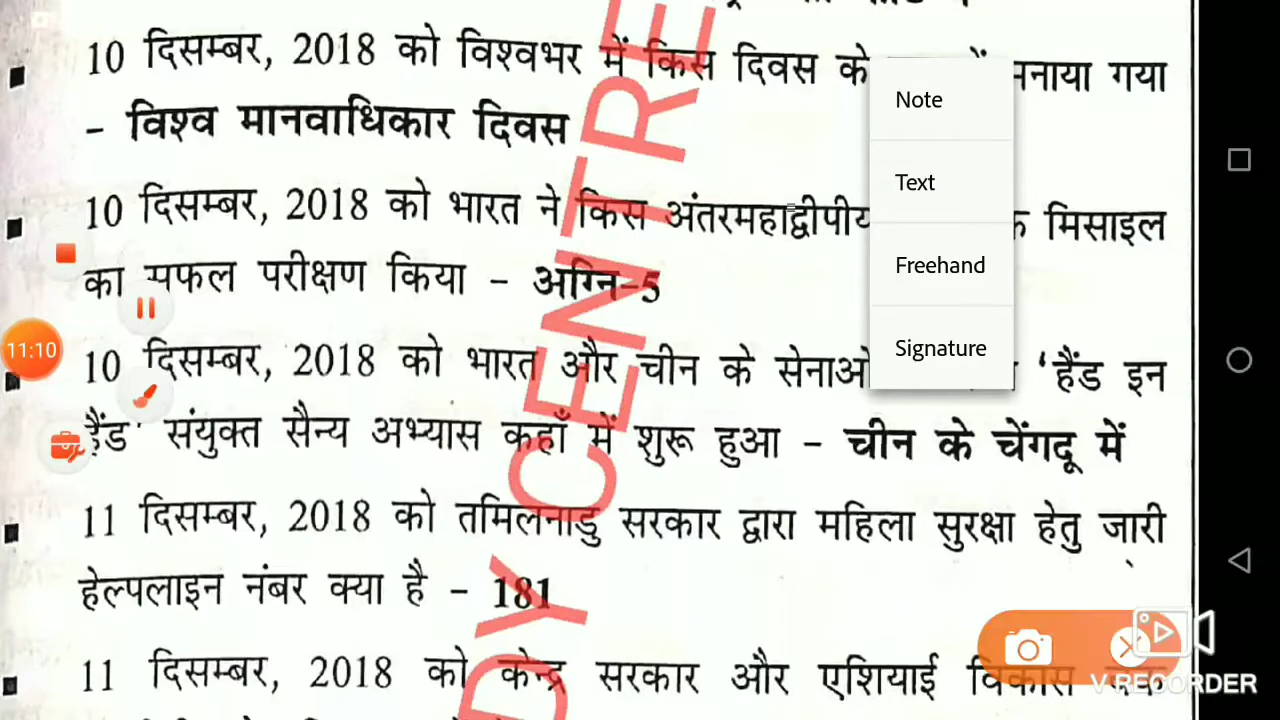 10 दिसम्बर, 2018 को विश्वभर में किस दिवस के मनाया गया
- विश्व मानवाधिकार दिवस
10 दिसम्बर, 2018 को भारत ने किस अंतरमहाद्वीपीय मिसाइल
का सफल परीक्षण किया - अग्नि-5
10 दिसम्बर, 2018 को भारत और चीन के सेनाओं 'हैंड इन
हैंड' संयुक्त सैन्य अभ्यास कहाँ में शुरू हुआ - चीन के चेंगदू में
11 दिसम्बर, 2018 को तमिलनाडु सरकार द्वारा महिला सुरक्षा हेतु जारी
हेल्पलाइन नंबर क्या है - 181
11 दिसम्बर, 2018 को केन्द्र सरकार और एशियाई विकास
DY CENTRE
Note
Text
Freehand
Signature
11:10
V RECORDER